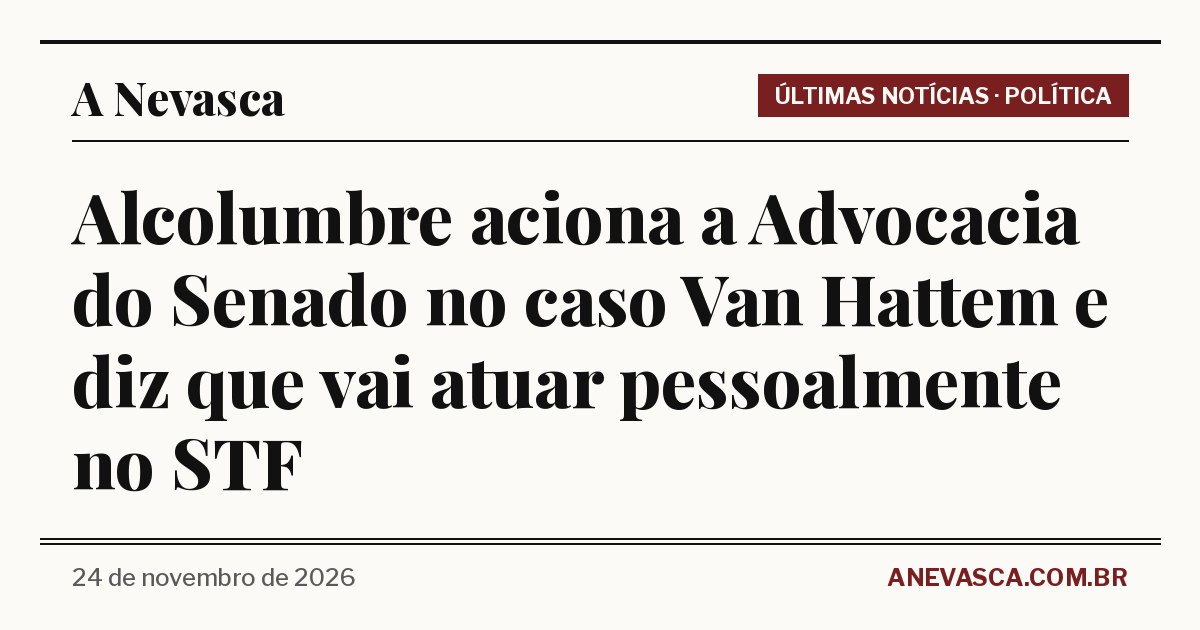 A Nevasca
ÚLTIMAS NOTÍCIAS · POLÍTICA
Alcolumbre aciona a Advocacia
do Senado no caso Van Hattem e
diz que vai atuar pessoalmente
no STF
24 de novembro de 2026
ANEVASCA.COM.BR